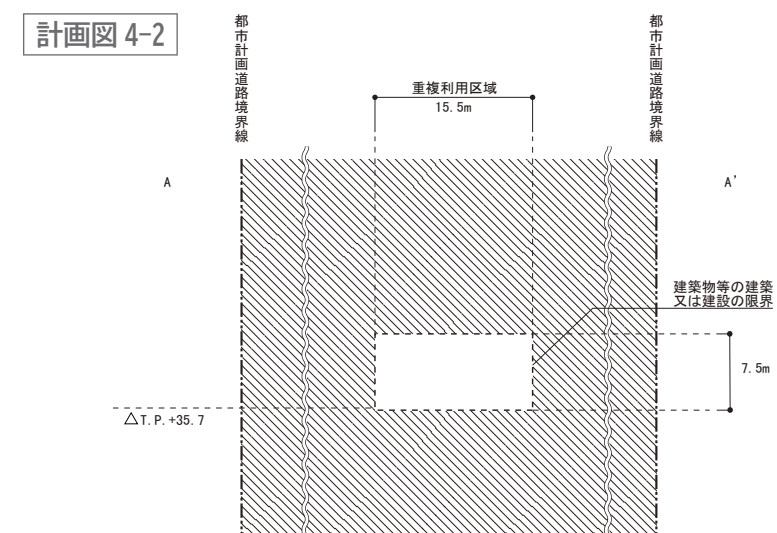 計画図 4-2
都市計画道路境界線
都市計画道路境界線
重複利用区域
15.5m
A
A'
建築物等の建築
又は建設の限界
7.5m
△T.P.+35.7